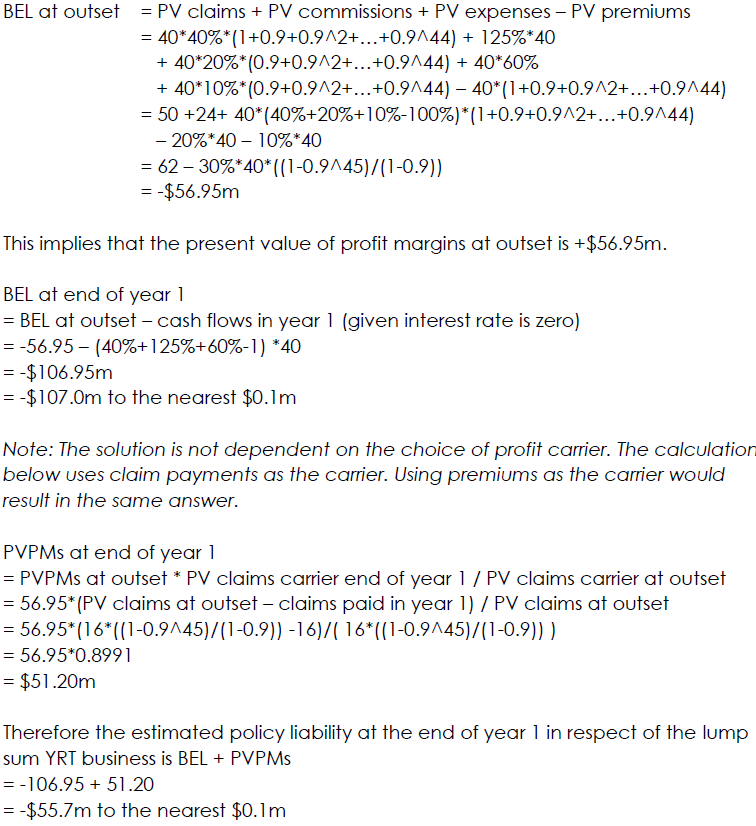 BEL at outset = PV claims + PV commissions + PV expenses – PV premiums
= 40*40%*(1+0.9+0.9^2+...+0.9^44) + 125%*40
+ 40*20%*(0.9+0.9^2+...+0.9^44) + 40*60%
+ 40*10%*(0.9+0.9^2+...+0.9^44) – 40*(1+0.9+0.9^2+...+0.9^44)
= 50 +24+ 40*(40%+20%+10%-100%)*(1+0.9+0.9^2+...+0.9^44)
– 20%*40 – 10%*40
= 62 – 30%*40*((1-0.9^45)/(1-0.9))
= -$56.95m
This implies that the present value of profit margins at outset is +$56.95m.
BEL at end of year 1
= BEL at outset – cash flows in year 1 (given interest rate is zero)
= -56.95 – (40%+125%+60%-1) *40
= -$106.95m
= -$107.0m to the nearest $0.1m
Note: The solution is not dependent on the choice of profit carrier. The calculation
below uses claim payments as the carrier. Using premiums as the carrier would
result in the same answer.
PVPMs at end of year 1
= PVPMs at outset * PV claims carrier end of year 1 / PV claims carrier at outset
= 56.95*(PV claims at outset – claims paid in year 1) / PV claims at outset
= 56.95*(16*((1-0.9^45)/(1-0.9)) -16)/( 16*((1-0.9^45)/(1-0.9)) )
= 56.95*0.8991
= $51.20m
Therefore the estimated policy liability at the end of year 1 in respect of the lump
sum YRT business is BEL + PVPMs
= -106.95 + 51.20
= -$55.7m to the nearest $0.1m